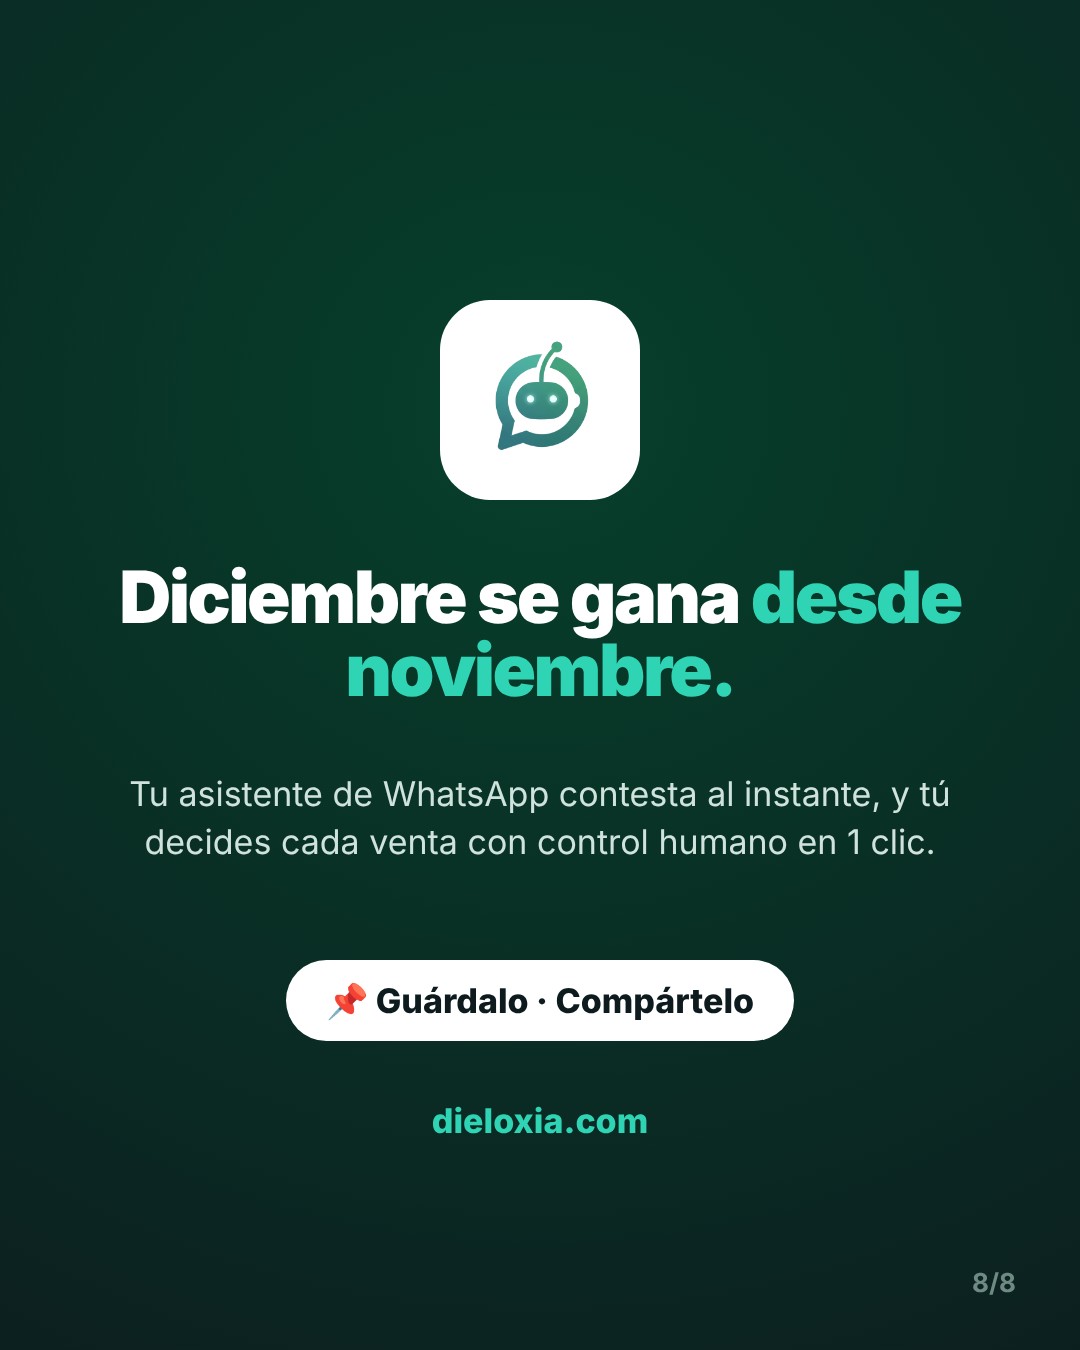 Diciembre se gana desde
noviembre.
Tu asistente de WhatsApp contesta al instante, y tú
decides cada venta con control humano en 1 clic.
📌 Guárdalo · Compártelo
dieloxia.com
8/8